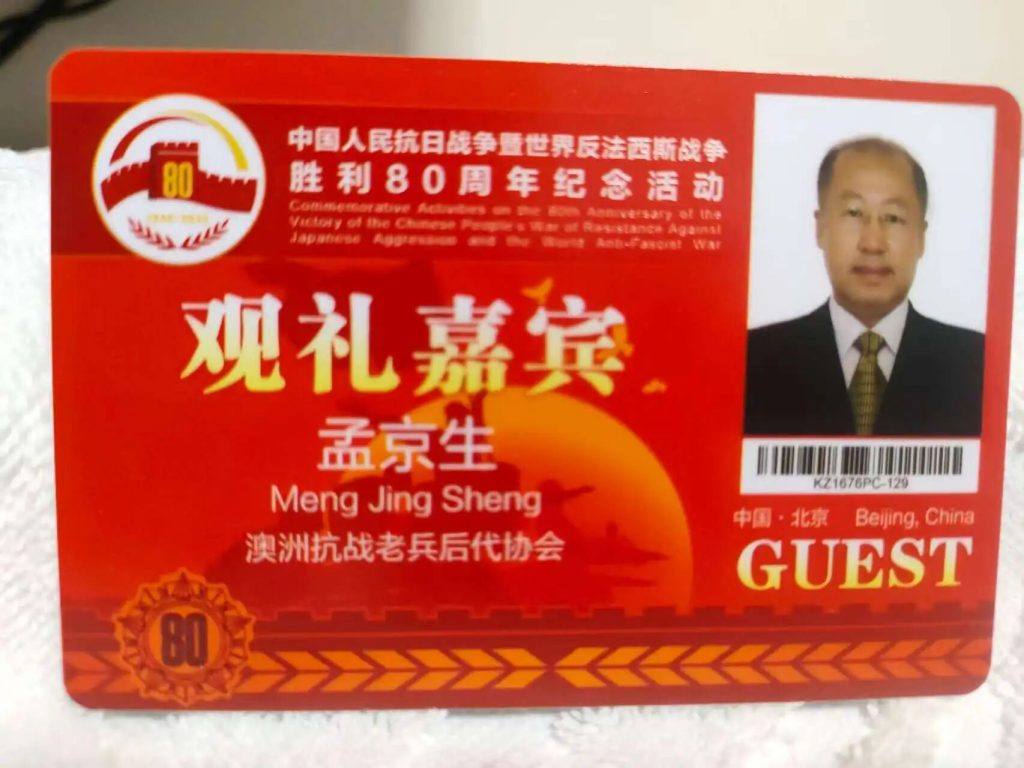 中国人民抗日战争暨世界反法西斯战争
胜利80周年纪念活动
Commemorative Activities on the 80th Anniversary of the
Victory of the Chinese People's War of Resistance Against
Japanese Aggression and the World Anti-Fascist War
80
1945-2025
观礼嘉宾
孟京生
Meng Jing Sheng
澳洲抗战老兵后代协会
KZ1676PC-129
中国·北京 Beijing, China
GUEST
80